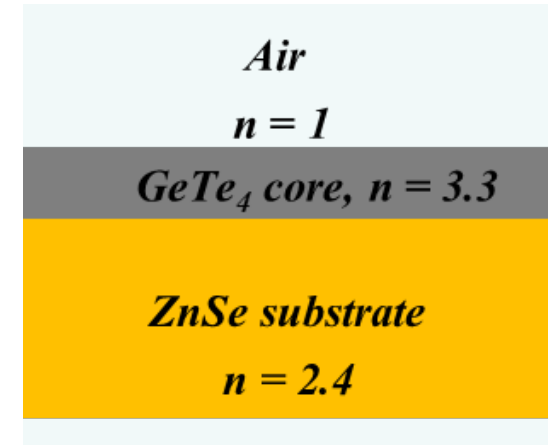 Air
n = 1
GeTe₄ core, n = 3.3
ZnSe substrate
n = 2.4